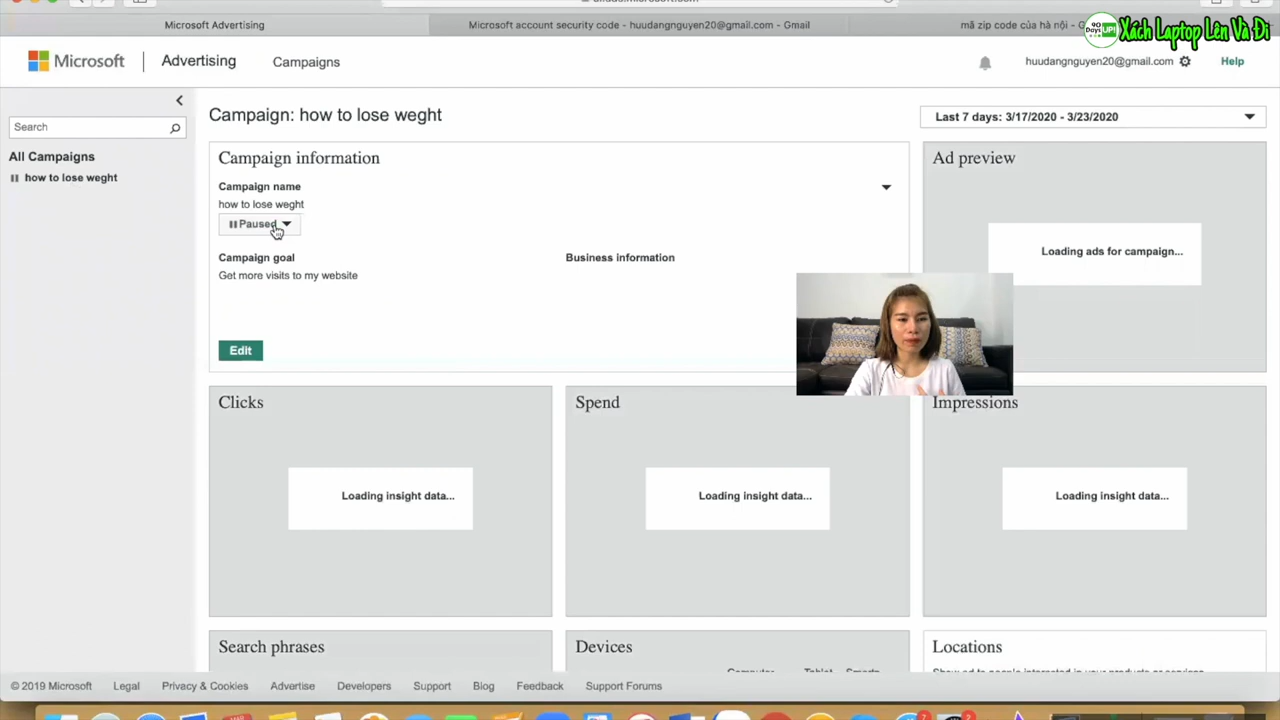 Microsoft Advertising
Microsoft account security code - huudangnguyen20@gmail.com - Gmail
mã zip code của hà nội - G
90 Days UP!
Xách Laptop Lên Và Đi
Microsoft
Advertising
Campaigns
huudangnguyen20@gmail.com
Help
Search
All Campaigns
how to lose weght
Campaign: how to lose weght
Last 7 days: 3/17/2020 - 3/23/2020
Campaign information
Campaign name
how to lose weght
Paused
Campaign goal
Get more visits to my website
Business information
Edit
Ad preview
Loading ads for campaign...
Clicks
Loading insight data...
Spend
Loading insight data...
Impressions
Loading insight data...
Search phrases
Devices
Locations
© 2019 Microsoft
Legal
Privacy & Cookies
Advertise
Developers
Support
Blog
Feedback
Support Forums